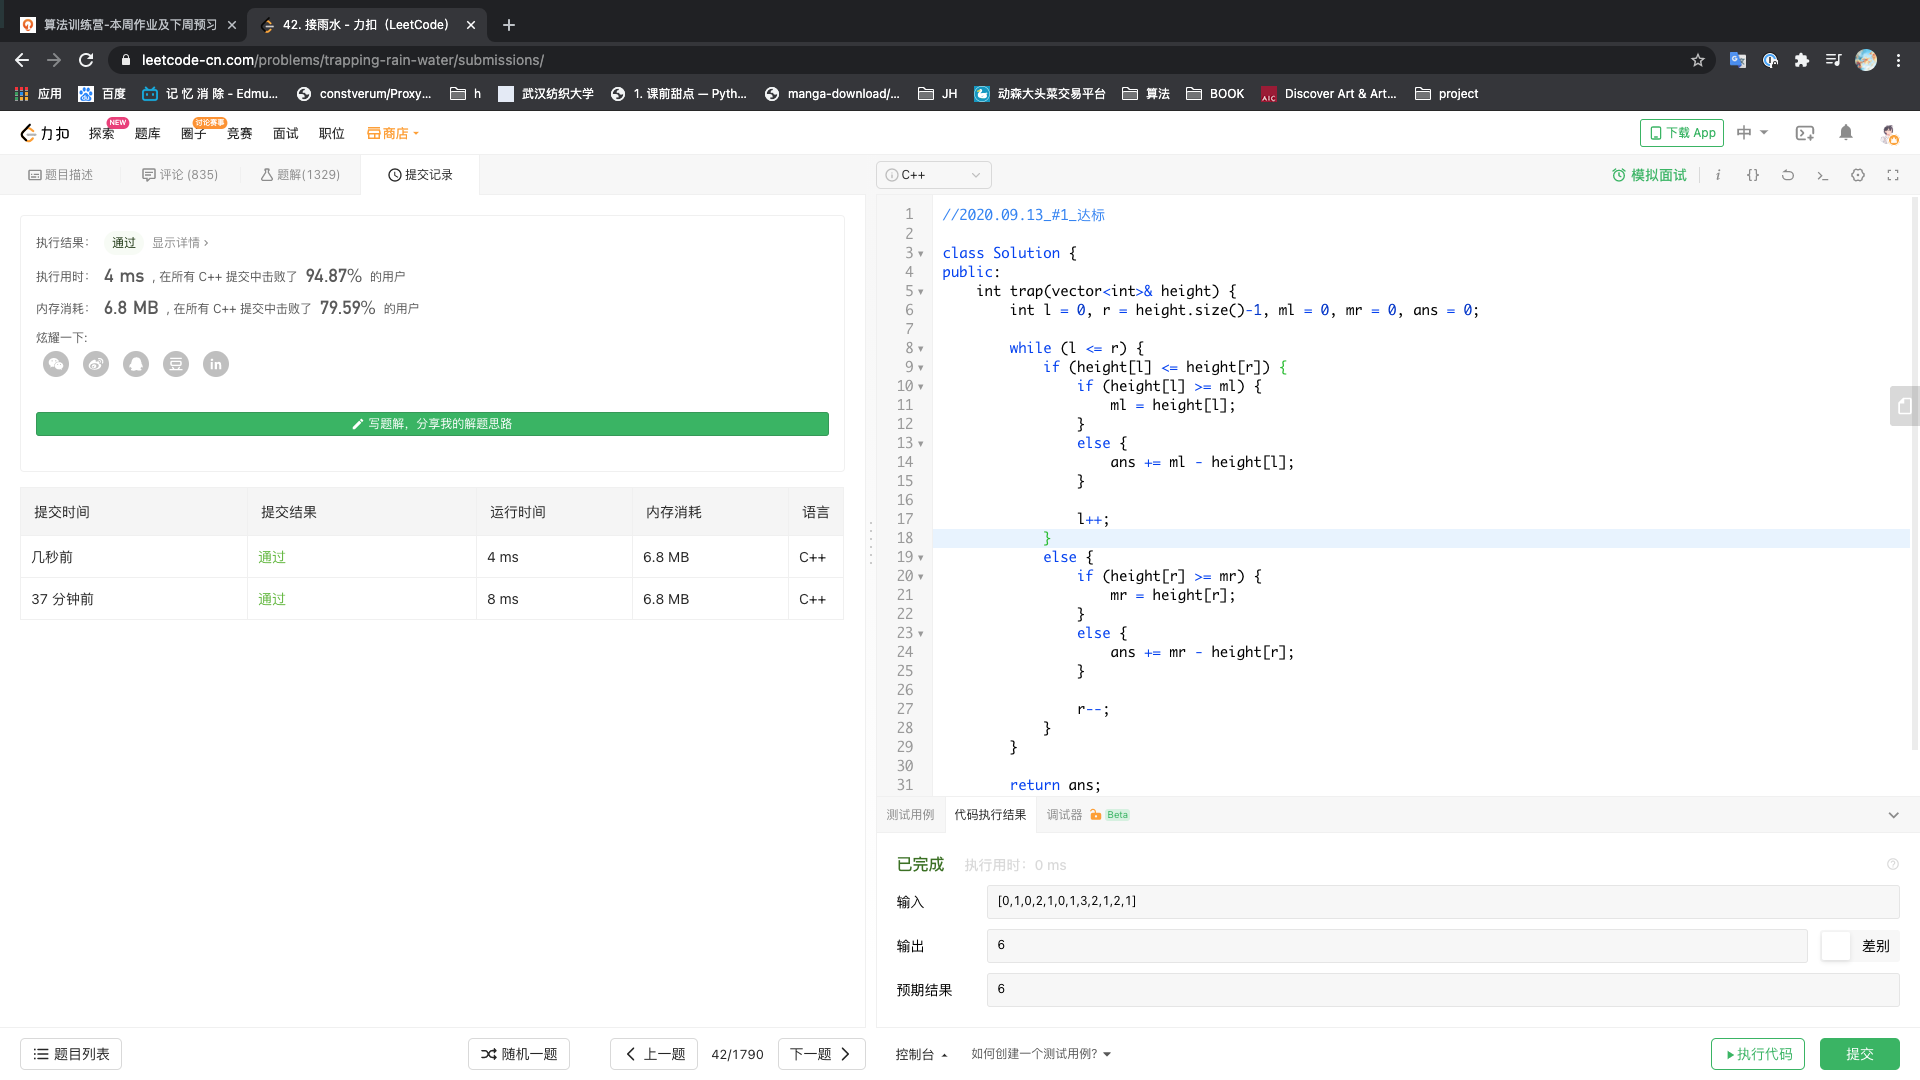 算法训练营-本周作业及下周预习
42. 接雨水 - 力扣（LeetCode）
leetcode-cn.com/problems/trapping-rain-water/submissions/
应用
百度
记 忆 消 除 - Edmu...
constverum/Proxy...
h
武汉纺织大学
1. 课前甜点 — Pyth...
manga-download/...
JH
动森大头菜交易平台
算法
BOOK
Discover Art & Art...
project
力扣
探索
NEW
题库
圈子
讨论赛事
竞赛
面试
职位
商店
下载 App
中
题目描述
评论 (835)
题解(1329)
提交记录
C++
模拟面试
执行结果：
通过
显示详情 ›
执行用时：
4 ms
, 在所有 C++ 提交中击败了
94.87%
的用户
内存消耗：
6.8 MB
, 在所有 C++ 提交中击败了
79.59%
的用户
炫耀一下:
写题解，分享我的解题思路
提交时间
提交结果
运行时间
内存消耗
语言
几秒前
通过
4 ms
6.8 MB
C++
37 分钟前
通过
8 ms
6.8 MB
C++
1 //2020.09.13_#1_达标
2
3 class Solution {
4 public:
5     int trap(vector<int>& height) {
6         int l = 0, r = height.size()-1, ml = 0, mr = 0, ans = 0;
7
8         while (l <= r) {
9             if (height[l] <= height[r]) {
10                 if (height[l] >= ml) {
11                     ml = height[l];
12                 }
13                 else {
14                     ans += ml - height[l];
15                 }
16
17                 l++;
18             }
19             else {
20                 if (height[r] >= mr) {
21                     mr = height[r];
22                 }
23                 else {
24                     ans += mr - height[r];
25                 }
26
27                 r--;
28             }
29         }
30
31         return ans;
测试用例
代码执行结果
调试器
Beta
已完成
执行用时：0 ms
输入
[0,1,0,2,1,0,1,3,2,1,2,1]
输出
6
差别
预期结果
6
题目列表
随机一题
上一题
42/1790
下一题
控制台
如何创建一个测试用例?
执行代码
提交